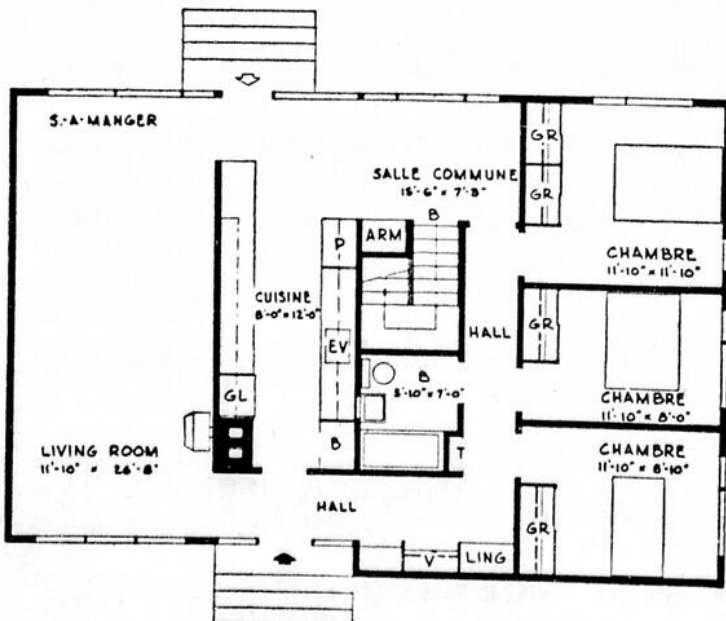 S.-A-MANGER
GR
SALLE COMMUNE
15'-6" x 7'-3"
GR
B
P
ARM
CHAMBRE
11'-10" x 11'-10"
CUISINE
8'-0" x 12'-0"
GR
HALL
EV
B
5'-10" x 7'-0"
GL
CHAMBRE
11'-10" x 8'-0"
LIVING ROOM
11'-10" x 26'-8"
B
T
CHAMBRE
11'-10" x 8'-10"
HALL
GR
V
LING